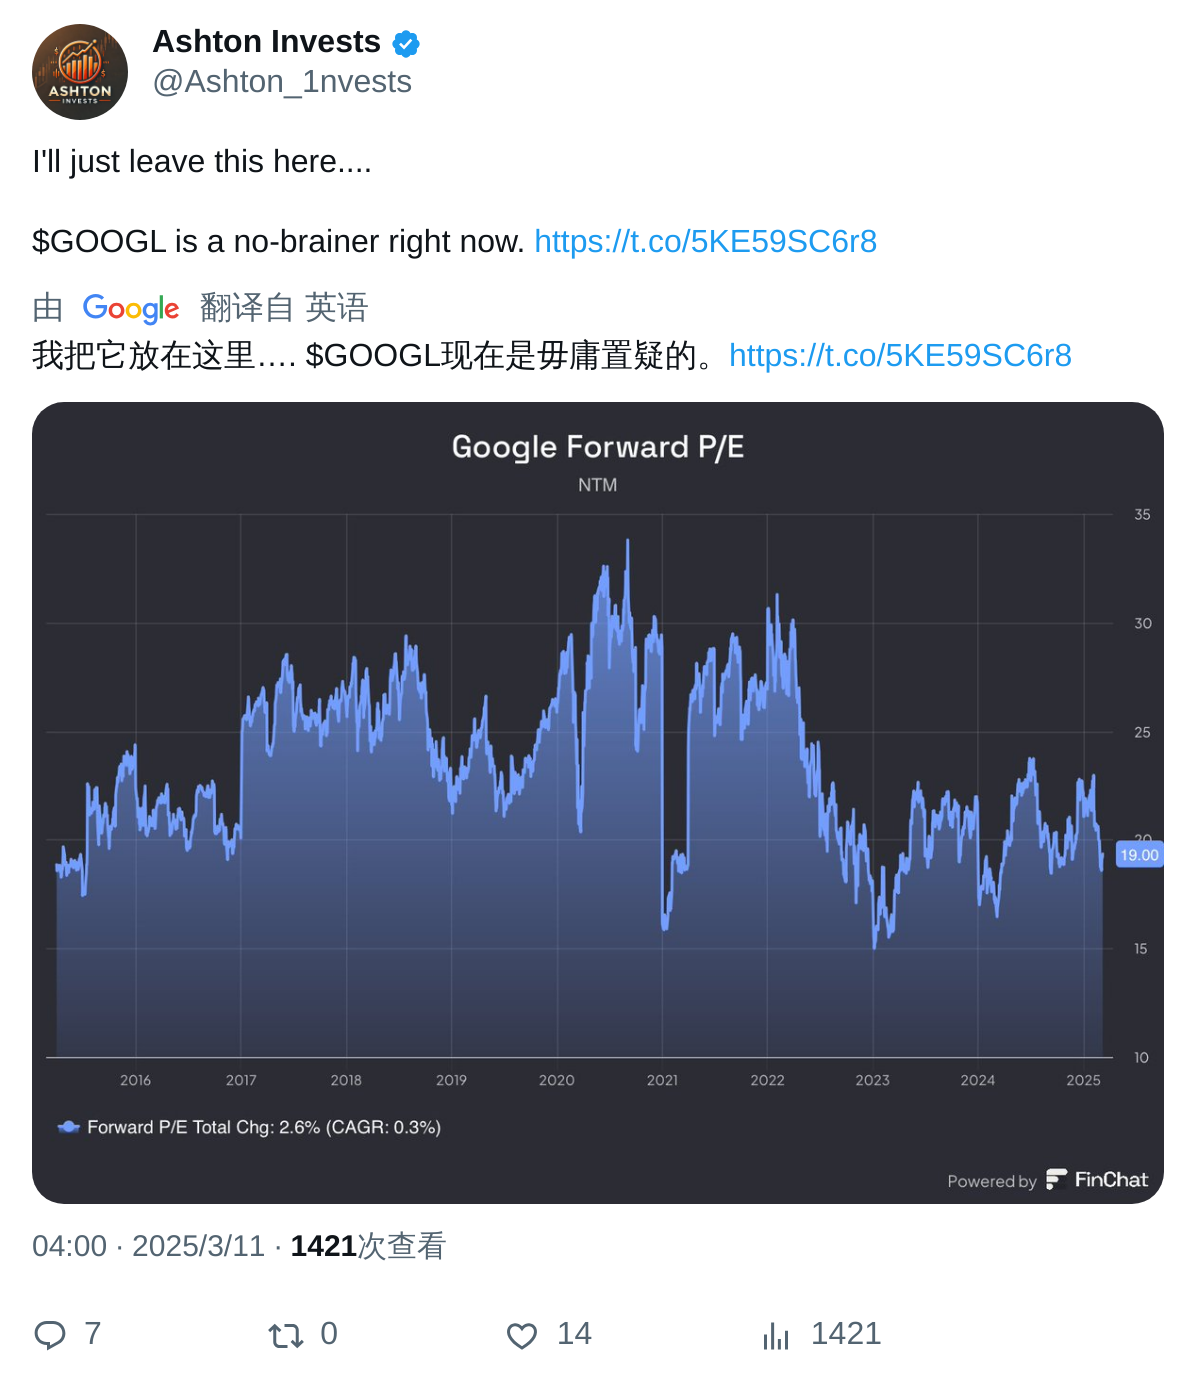 Ashton Invests
@Ashton_1nvests
ASHTON
INVESTS
I'll just leave this here....
$GOOGL is a no-brainer right now. https://t.co/5KE59SC6r8
由 Google 翻译自 英语
我把它放在这里…. $GOOGL现在是毋庸置疑的。https://t.co/5KE59SC6r8
Google Forward P/E
NTM
35
30
25
20
19.00
15
10
2016 2017 2018 2019 2020 2021 2022 2023 2024 2025
Forward P/E Total Chg: 2.6% (CAGR: 0.3%)
Powered by FinChat
04:00 · 2025/3/11 · 1421次查看
7 0 14 1421